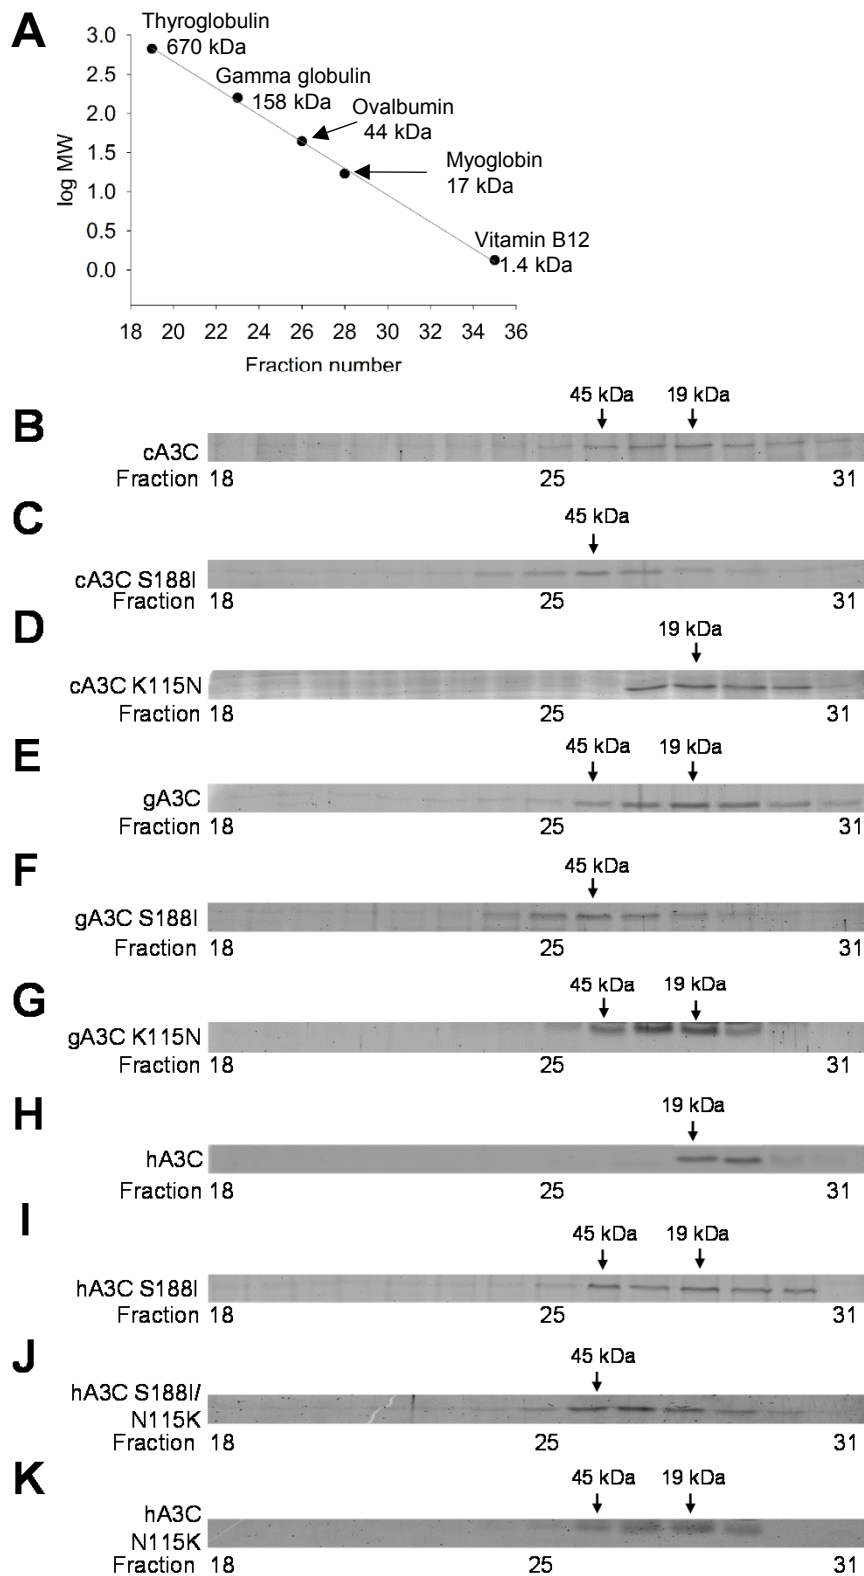 A
Thyroglobulin
670 kDa
Gamma globulin
158 kDa
Ovalbumin
44 kDa
Myoglobin
17 kDa
Vitamin B12
1.4 kDa
log MW
3.0
2.5
2.0
1.5
1.0
0.5
0.0
18 20 22 24 26 28 30 32 34 36
Fraction number
B
45 kDa 19 kDa
cA3C
Fraction 18 25 31
C
45 kDa
cA3C S188I
Fraction 18 25 31
D
19 kDa
cA3C K115N
Fraction 18 25 31
E
45 kDa 19 kDa
gA3C
Fraction 18 25 31
F
45 kDa
gA3C S188I
Fraction 18 25 31
G
45 kDa 19 kDa
gA3C K115N
Fraction 18 25 31
H
19 kDa
hA3C
Fraction 18 25 31
I
45 kDa 19 kDa
hA3C S188I
Fraction 18 25 31
J
45 kDa
hA3C S188I/
N115K
Fraction 18 25 31
K
45 kDa 19 kDa
hA3C
N115K
Fraction 18 25 31